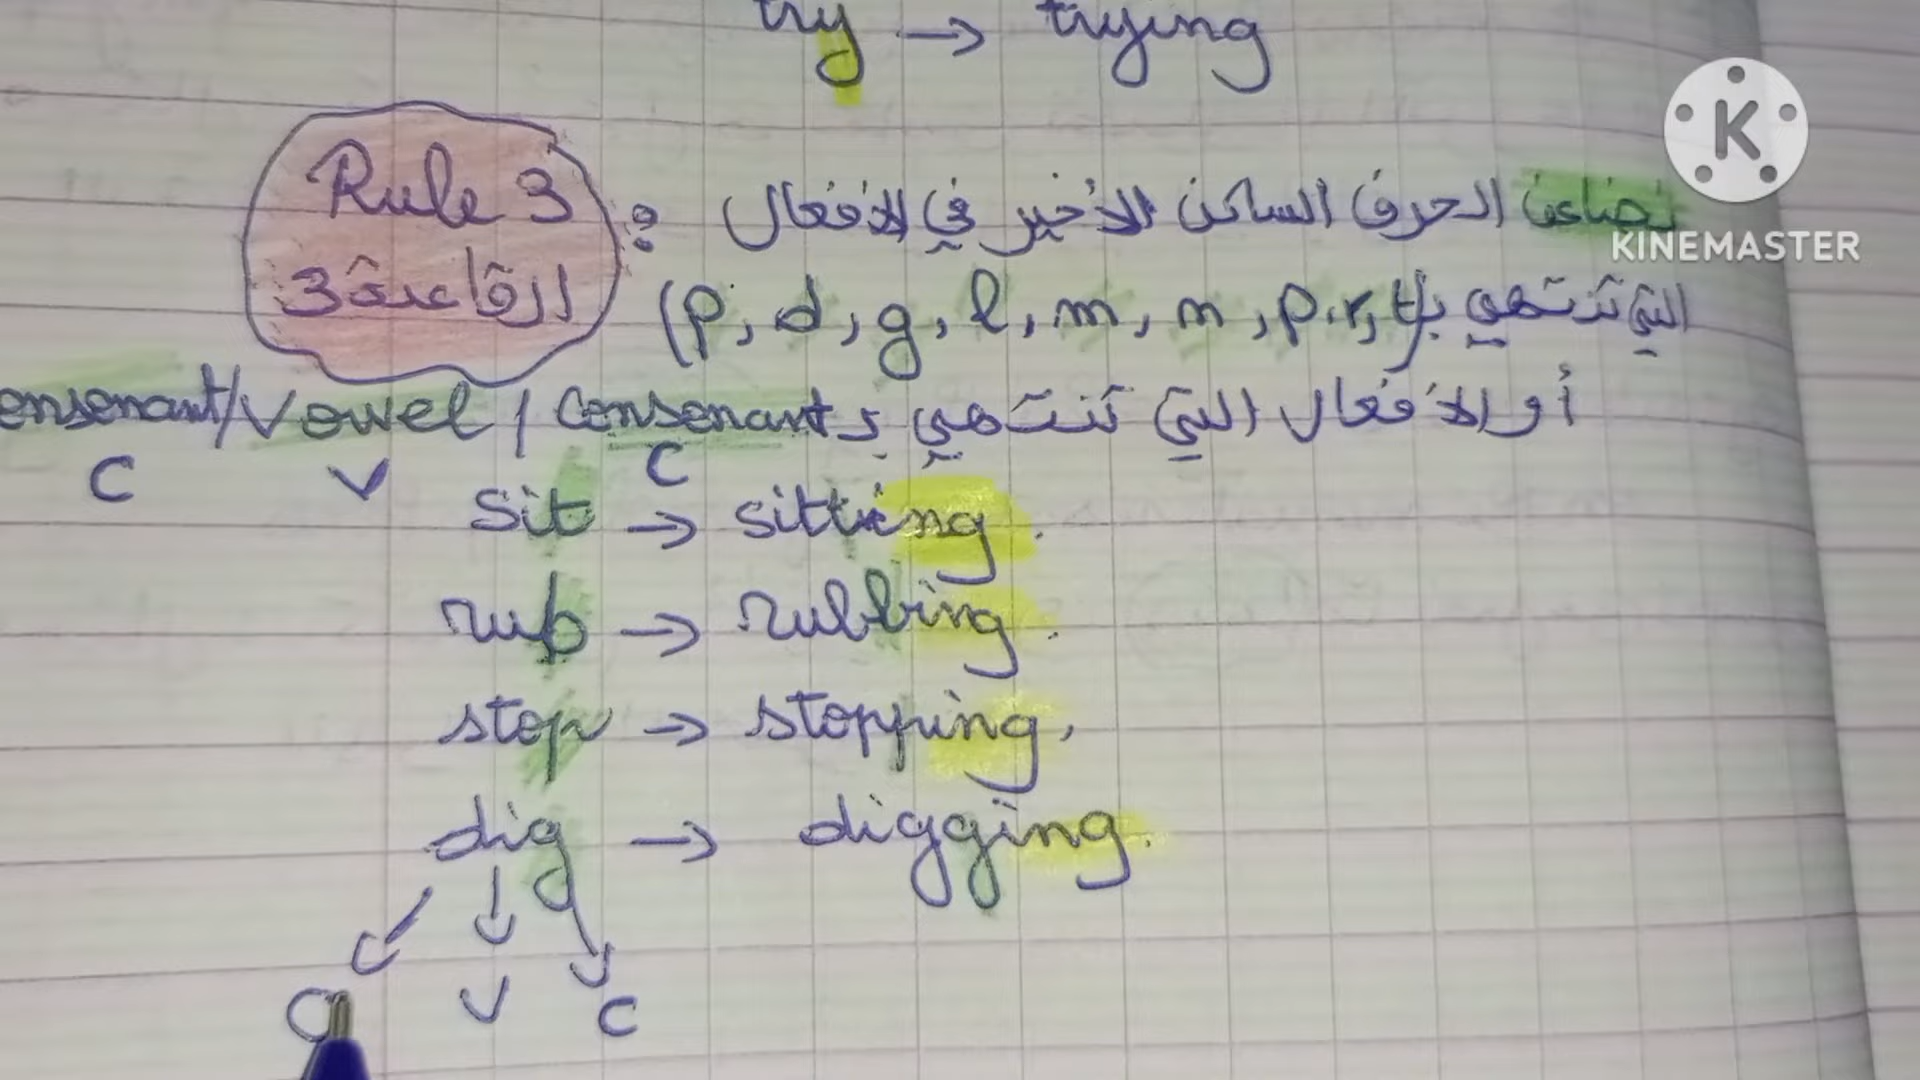 try → trying
K
KINEMASTER
Rule 3
القاعدة 3
: نضاعف الحرف الساكن الأخير في الأفعال
التي تنتهي بـ (p, d, g, l, m, n, p, r, t)
أو الأفعال التي تنتهي بـ consonant / Vowel / Consonant
C V C
sit → sitting.
rub → rubbing.
stop → stopping.
dig → digging.
C V C